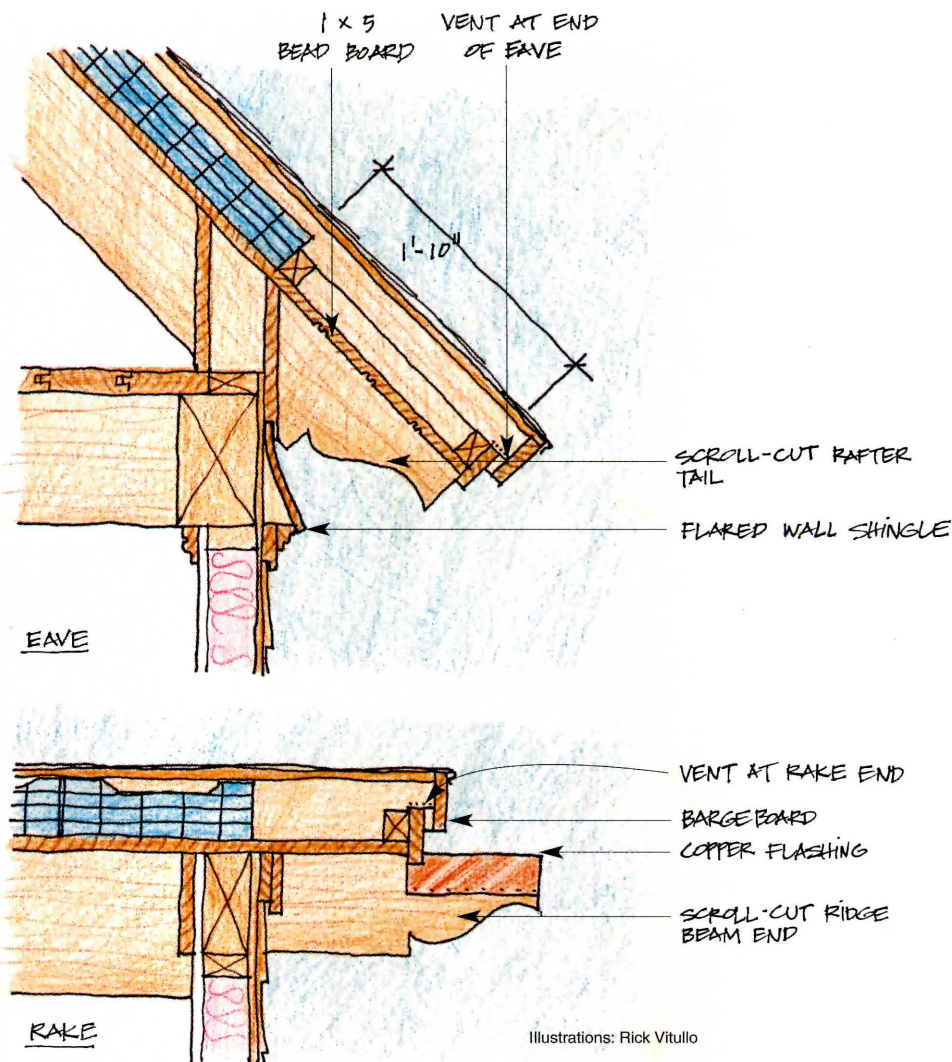 1 × 5
BEAD BOARD
VENT AT END
OF EAVE
1'-10"
SCROLL-CUT RAFTER
TAIL
FLARED WALL SHINGLE
EAVE
VENT AT RAKE END
BARGE BOARD
COPPER FLASHING
SCROLL-CUT RIDGE
BEAM END
RAKE
Illustrations: Rick Vitullo